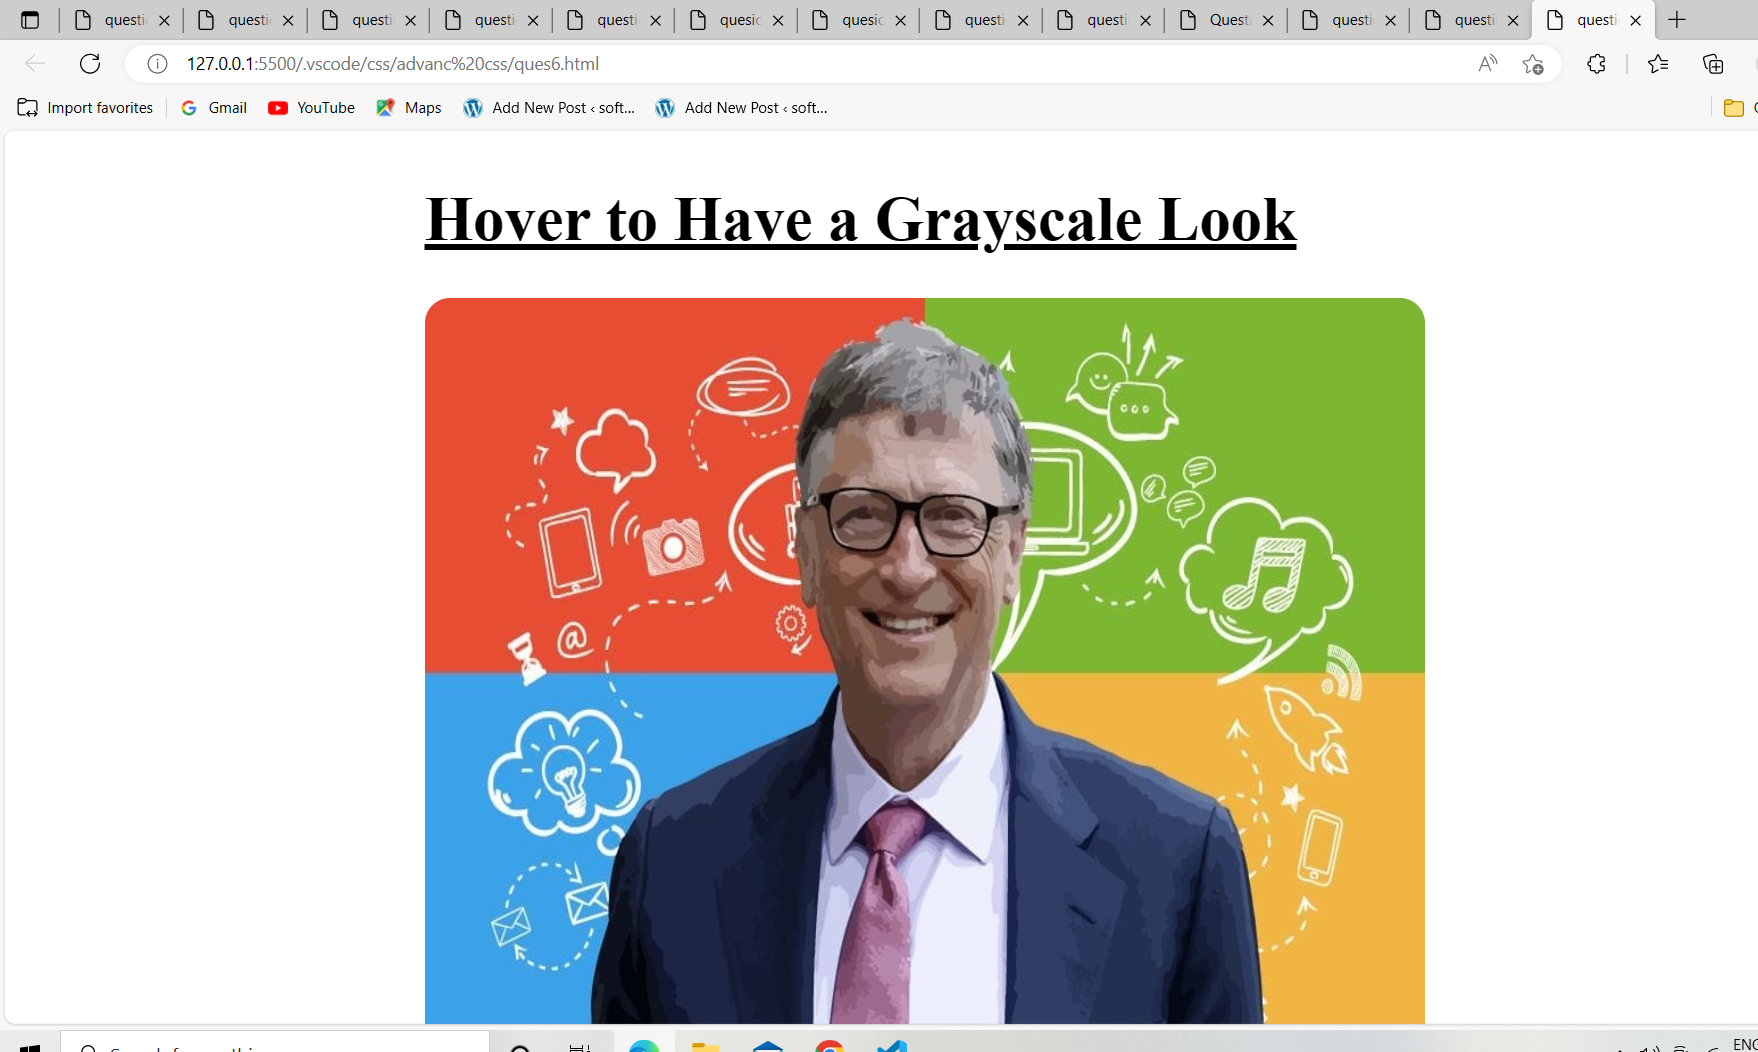 questi questi questi questi questi quesic quesic questi questi Questi questi questi questi
127.0.0.1:5500/.vscode/css/advanc%20css/ques6.html
Import favorites Gmail YouTube Maps Add New Post ‹ soft... Add New Post ‹ soft...
Hover to Have a Grayscale Look
@
ENG